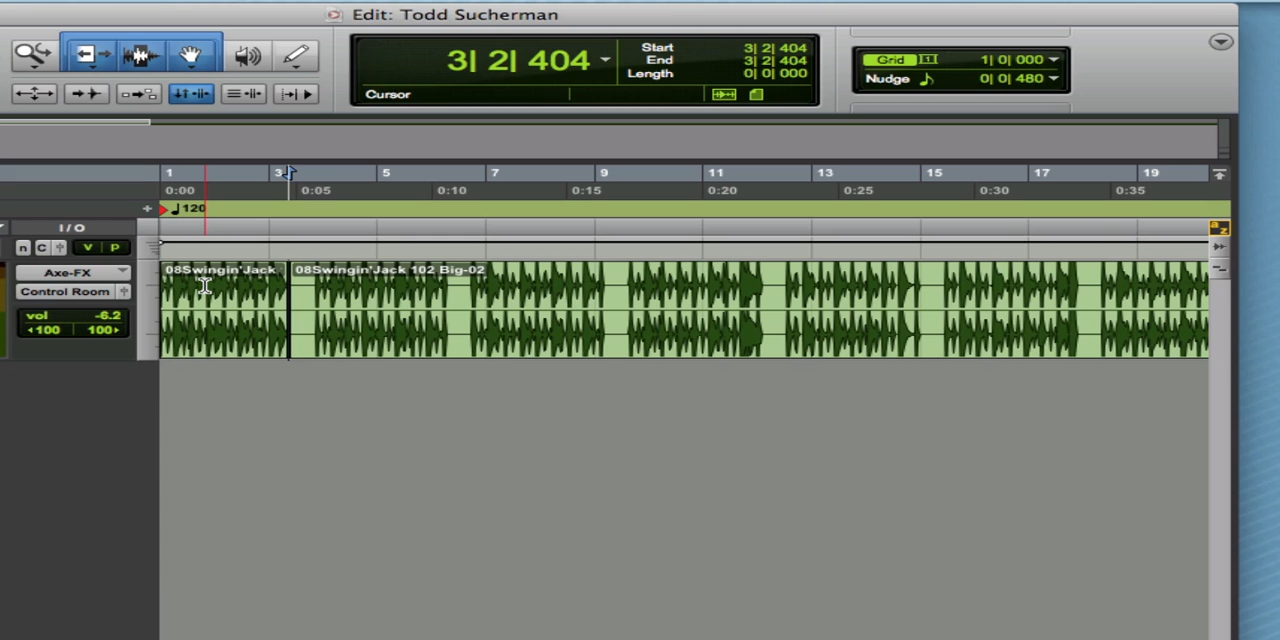 Edit: Todd Sucherman
3| 2| 404
Start 3| 2| 404
End 3| 2| 404
Length 0| 0| 000
Cursor
Grid 1| 0| 000
Nudge 0| 0| 480
1 3 5 7 9 11 13 15 17 19
0:00 0:05 0:10 0:15 0:20 0:25 0:30 0:35
+ 120
I/O
n C V P
a z
Axe-FX
08Swingin'Jack 08Swingin'Jack 102 Big-02
Control Room
vol -6.2
100 100